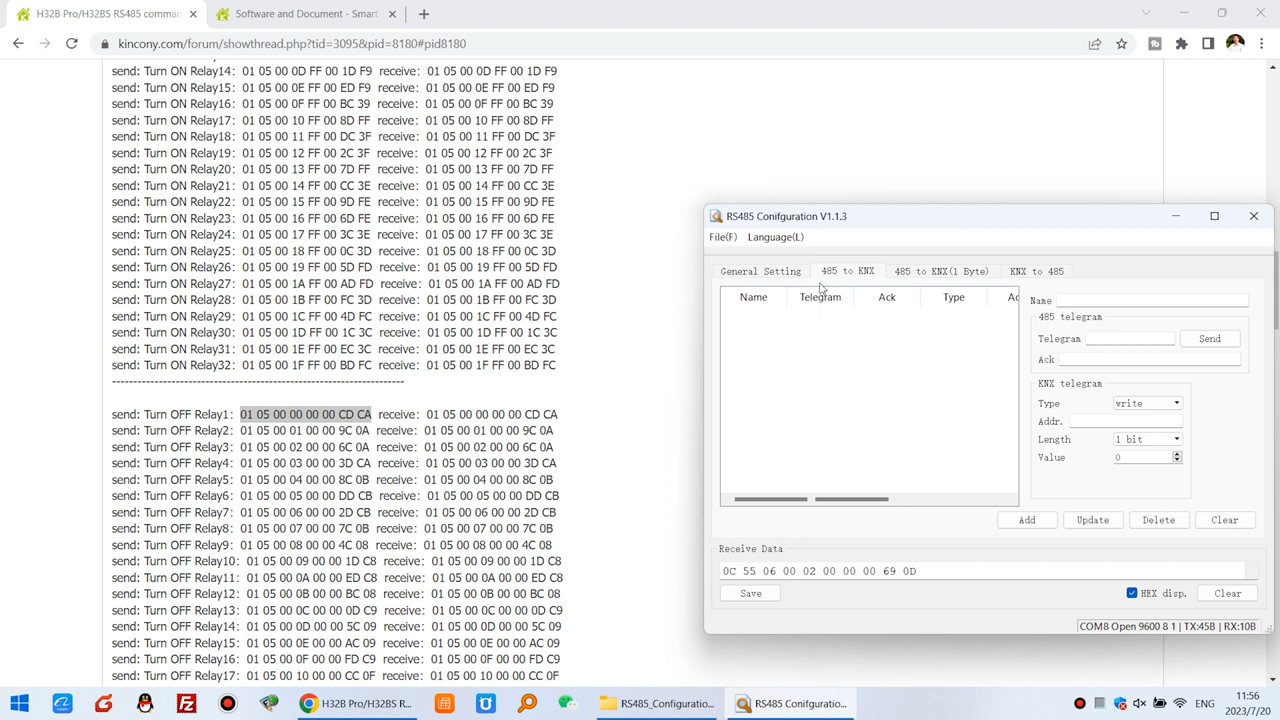 H32B Pro/H32BS RS485 comman
Software and Document - Smart
kincony.com/forum/showthread.php?tid=3095&pid=8180#pid8180
send: Turn ON Relay14: 01 05 00 0D FF 00 1D F9 receive: 01 05 00 0D FF 00 1D F9
send: Turn ON Relay15: 01 05 00 0E FF 00 ED F9 receive: 01 05 00 0E FF 00 ED F9
send: Turn ON Relay16: 01 05 00 0F FF 00 BC 39 receive: 01 05 00 0F FF 00 BC 39
send: Turn ON Relay17: 01 05 00 10 FF 00 8D FF receive: 01 05 00 10 FF 00 8D FF
send: Turn ON Relay18: 01 05 00 11 FF 00 DC 3F receive: 01 05 00 11 FF 00 DC 3F
send: Turn ON Relay19: 01 05 00 12 FF 00 2C 3F receive: 01 05 00 12 FF 00 2C 3F
send: Turn ON Relay20: 01 05 00 13 FF 00 7D FF receive: 01 05 00 13 FF 00 7D FF
send: Turn ON Relay21: 01 05 00 14 FF 00 CC 3E receive: 01 05 00 14 FF 00 CC 3E
send: Turn ON Relay22: 01 05 00 15 FF 00 9D FE receive: 01 05 00 15 FF 00 9D FE
send: Turn ON Relay23: 01 05 00 16 FF 00 6D FE receive: 01 05 00 16 FF 00 6D FE
send: Turn ON Relay24: 01 05 00 17 FF 00 3C 3E receive: 01 05 00 17 FF 00 3C 3E
send: Turn ON Relay25: 01 05 00 18 FF 00 0C 3D receive: 01 05 00 18 FF 00 0C 3D
send: Turn ON Relay26: 01 05 00 19 FF 00 5D FD receive: 01 05 00 19 FF 00 5D FD
send: Turn ON Relay27: 01 05 00 1A FF 00 AD FD receive: 01 05 00 1A FF 00 AD FD
send: Turn ON Relay28: 01 05 00 1B FF 00 FC 3D receive: 01 05 00 1B FF 00 FC 3D
send: Turn ON Relay29: 01 05 00 1C FF 00 4D FC receive: 01 05 00 1C FF 00 4D FC
send: Turn ON Relay30: 01 05 00 1D FF 00 1C 3C receive: 01 05 00 1D FF 00 1C 3C
send: Turn ON Relay31: 01 05 00 1E FF 00 EC 3C receive: 01 05 00 1E FF 00 EC 3C
send: Turn ON Relay32: 01 05 00 1F FF 00 BD FC receive: 01 05 00 1F FF 00 BD FC
-----------------------------------------------------------------
send: Turn OFF Relay1: 01 05 00 00 00 00 CD CA receive: 01 05 00 00 00 00 CD CA
send: Turn OFF Relay2: 01 05 00 01 00 00 9C 0A receive: 01 05 00 01 00 00 9C 0A
send: Turn OFF Relay3: 01 05 00 02 00 00 6C 0A receive: 01 05 00 02 00 00 6C 0A
send: Turn OFF Relay4: 01 05 00 03 00 00 3D CA receive: 01 05 00 03 00 00 3D CA
send: Turn OFF Relay5: 01 05 00 04 00 00 8C 0B receive: 01 05 00 04 00 00 8C 0B
send: Turn OFF Relay6: 01 05 00 05 00 00 DD CB receive: 01 05 00 05 00 00 DD CB
send: Turn OFF Relay7: 01 05 00 06 00 00 2D CB receive: 01 05 00 06 00 00 2D CB
send: Turn OFF Relay8: 01 05 00 07 00 00 7C 0B receive: 01 05 00 07 00 00 7C 0B
send: Turn OFF Relay9: 01 05 00 08 00 00 4C 08 receive: 01 05 00 08 00 00 4C 08
send: Turn OFF Relay10: 01 05 00 09 00 00 1D C8 receive: 01 05 00 09 00 00 1D C8
send: Turn OFF Relay11: 01 05 00 0A 00 00 ED C8 receive: 01 05 00 0A 00 00 ED C8
send: Turn OFF Relay12: 01 05 00 0B 00 00 BC 08 receive: 01 05 00 0B 00 00 BC 08
send: Turn OFF Relay13: 01 05 00 0C 00 00 0D C9 receive: 01 05 00 0C 00 00 0D C9
send: Turn OFF Relay14: 01 05 00 0D 00 00 5C 09 receive: 01 05 00 0D 00 00 5C 09
send: Turn OFF Relay15: 01 05 00 0E 00 00 AC 09 receive: 01 05 00 0E 00 00 AC 09
send: Turn OFF Relay16: 01 05 00 0F 00 00 FD C9 receive: 01 05 00 0F 00 00 FD C9
send: Turn OFF Relay17: 01 05 00 10 00 00 CC 0F receive: 01 05 00 10 00 00 CC 0F
RS485 Conifguration V1.1.3
File(F) Language(L)
General Setting 485 to KNX 485 to KNX(1 Byte) KNX to 485
Name Telegram Ack Type Ac
Name
485 telegram
Telegram Send
Ack
KNX telegram
Type write
Addr.
Length 1 bit
Value 0
Add Update Delete Clear
Receive Data
0C 55 06 00 02 00 00 00 69 0D
Save HEX disp. Clear
COM8 Open 9600 8 1 | TX:45B | RX:10B
H32B Pro/H32BS R...
RS485_Configuratio...
RS485 Conifguratio...
ENG
11:56
2023/7/20